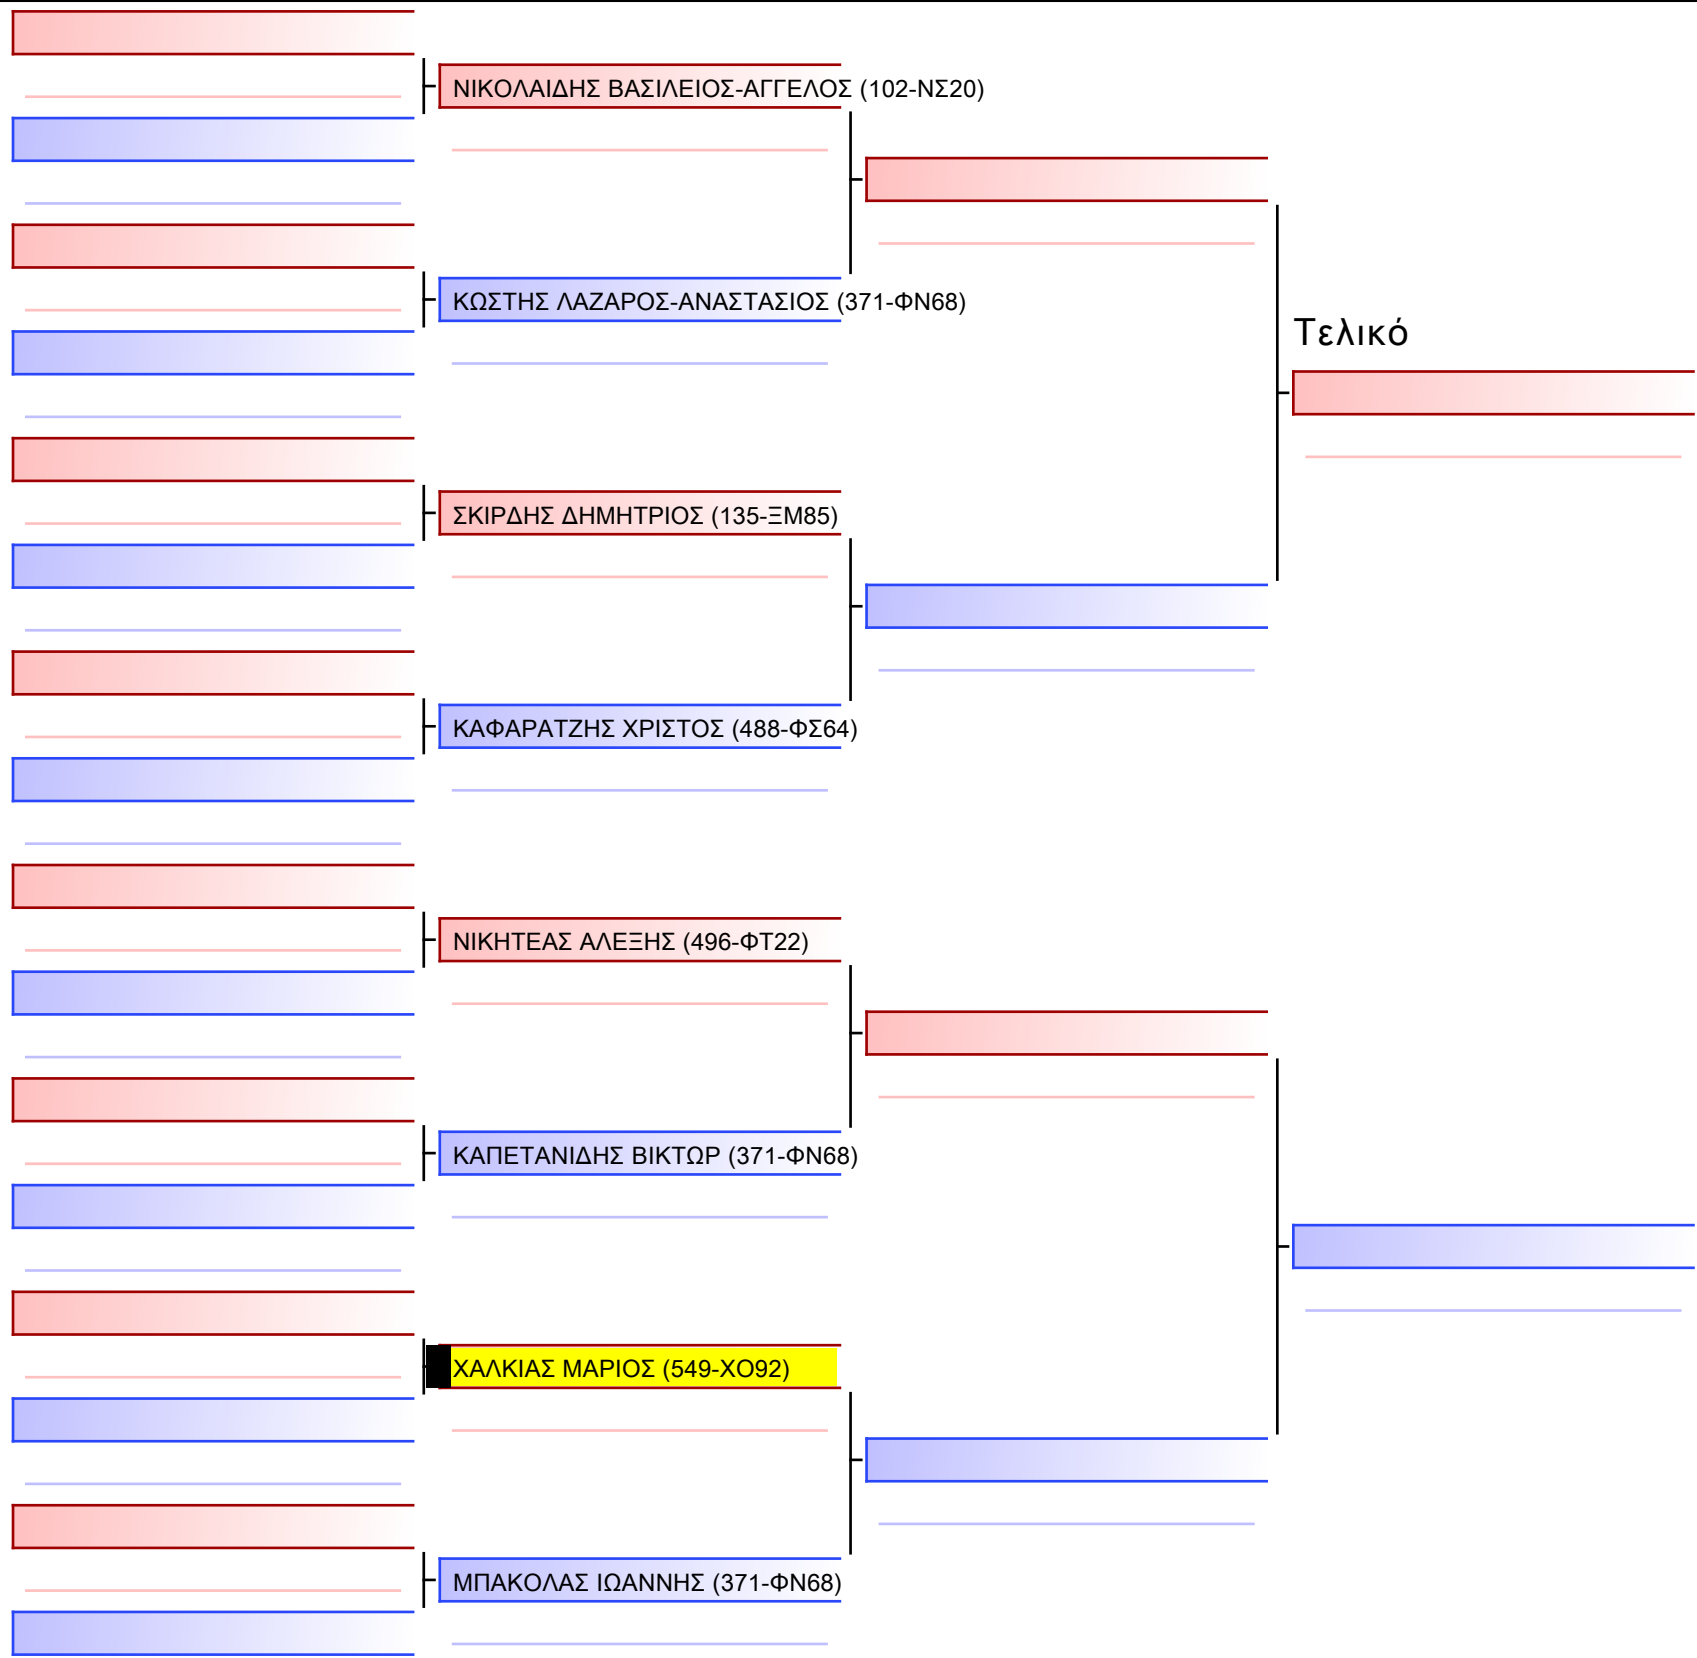 ΝΙΚΟΛΑΙΔΗΣ ΒΑΣΙΛΕΙΟΣ-ΑΓΓΕΛΟΣ (102-ΝΣ20)
ΚΩΣΤΗΣ ΛΑΖΑΡΟΣ-ΑΝΑΣΤΑΣΙΟΣ (371-ΦΝ68)
Τελικό
ΣΚΙΡΔΗΣ ΔΗΜΗΤΡΙΟΣ (135-ΞΜ85)
ΚΑΦΑΡΑΤΖΗΣ ΧΡΙΣΤΟΣ (488-ΦΣ64)
ΝΙΚΗΤΕΑΣ ΑΛΕΞΗΣ (496-ΦΤ22)
ΚΑΠΕΤΑΝΙΔΗΣ ΒΙΚΤΩΡ (371-ΦΝ68)
ΧΑΛΚΙΑΣ ΜΑΡΙΟΣ (549-ΧΟ92)
ΜΠΑΚΟΛΑΣ ΙΩΑΝΝΗΣ (371-ΦΝ68)